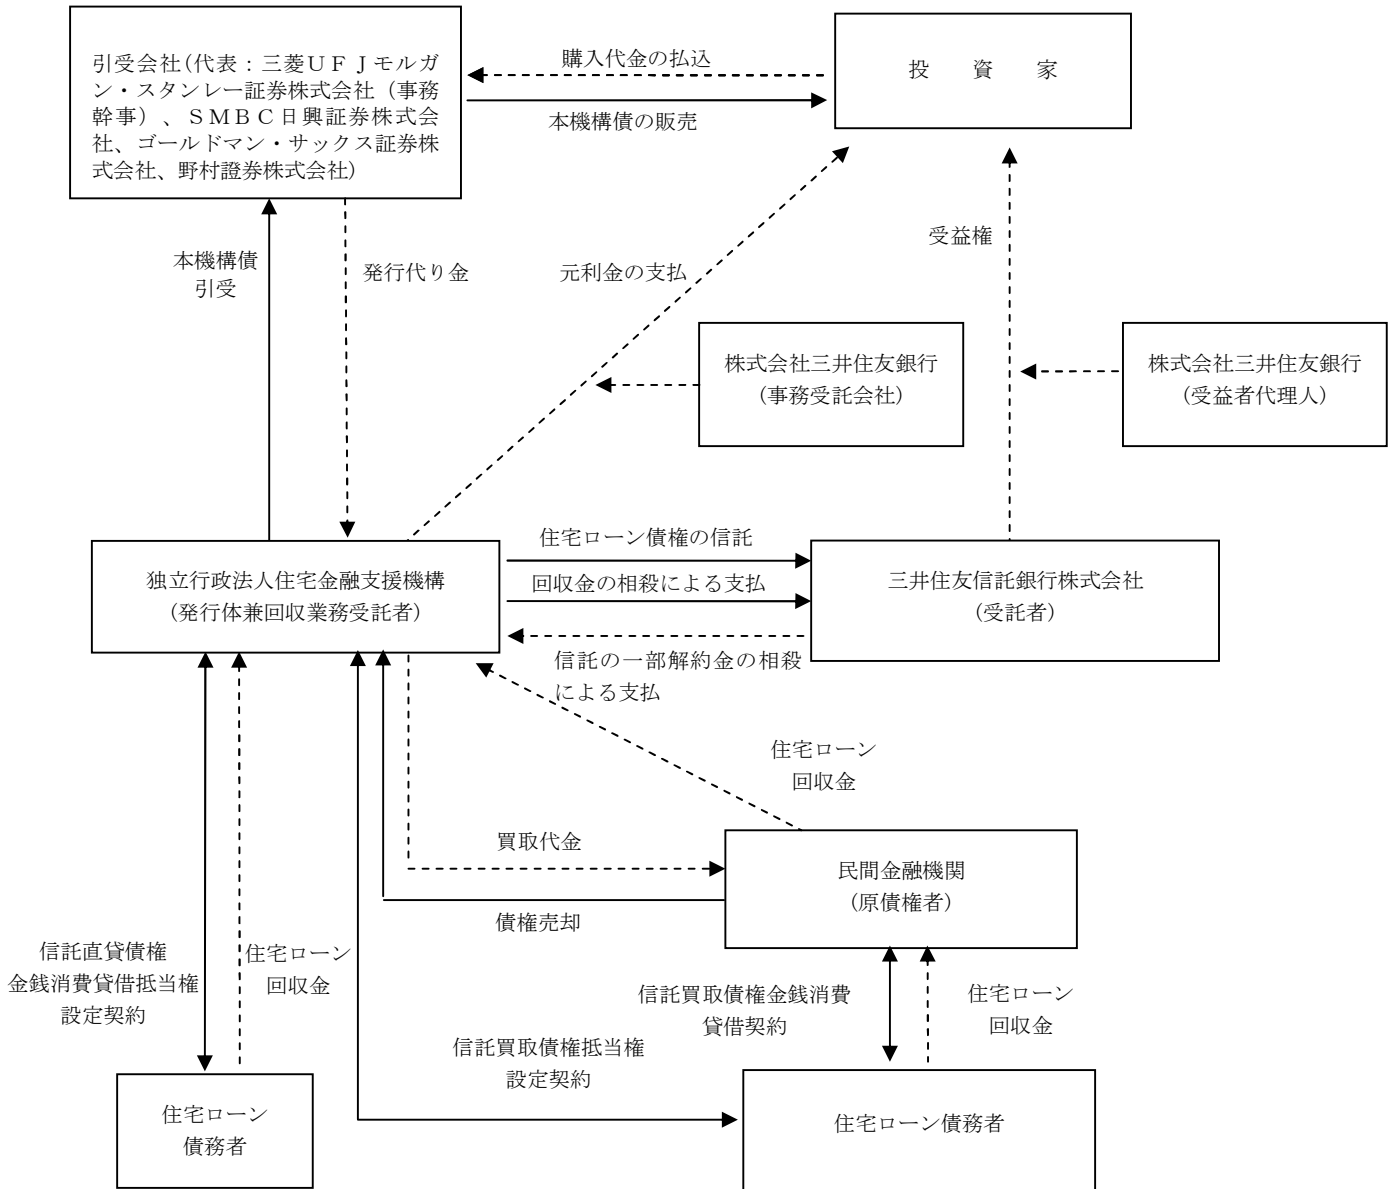 引受会社(代表：三菱ＵＦＪモルガ
ン・スタンレー証券株式会社（事務
幹事）、ＳＭＢＣ日興証券株式会
社、ゴールドマン・サックス証券株
式会社、野村證券株式会社)
購入代金の払込
本機構債の販売
投　資　家
本機構債
引受
発行代り金
元利金の支払
受益権
株式会社三井住友銀行
（事務受託会社）
株式会社三井住友銀行
（受益者代理人）
独立行政法人住宅金融支援機構
（発行体兼回収業務受託者）
住宅ローン債権の信託
回収金の相殺による支払
信託の一部解約金の相殺
による支払
三井住友信託銀行株式会社
（受託者）
住宅ローン
回収金
買取代金
債権売却
民間金融機関
（原債権者）
信託直貸債権
金銭消費貸借抵当権
設定契約
住宅ローン
回収金
信託買取債権抵当権
設定契約
信託買取債権金銭消費
貸借契約
住宅ローン
回収金
住宅ローン
債務者
住宅ローン債務者